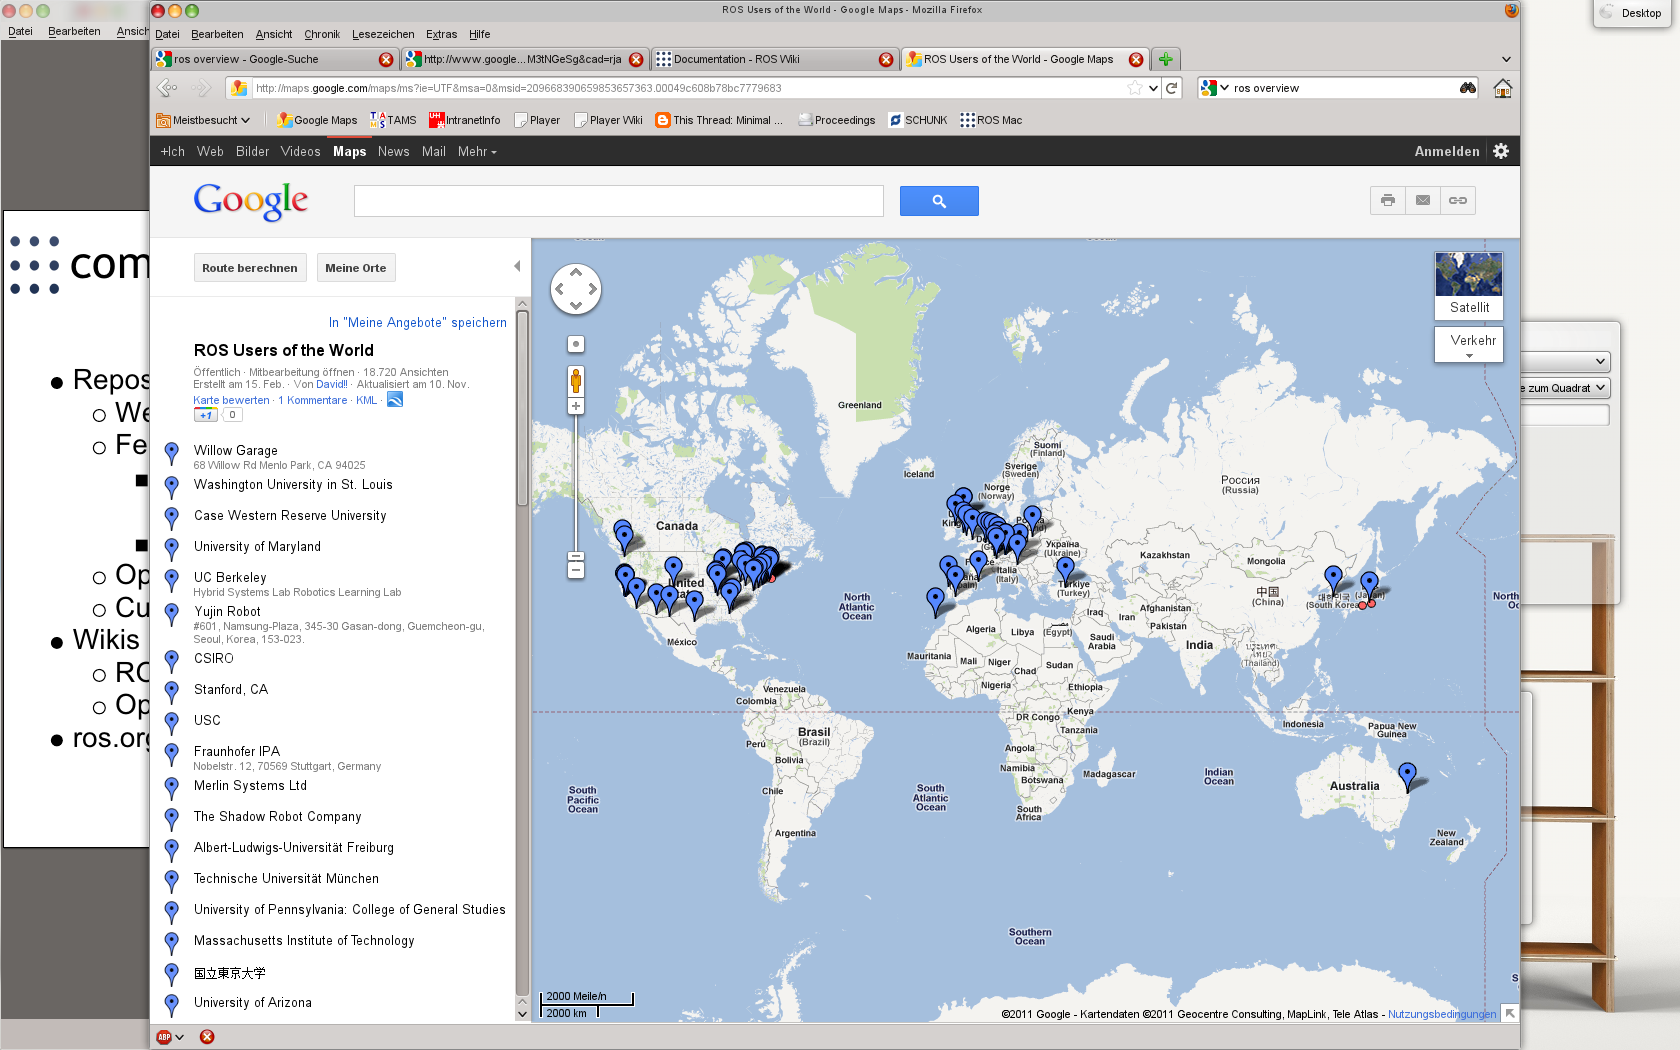 ROS Users of the World - Google Maps - Mozilla Firefox
Desktop
Datei Bearbeiten Ansich
Datei Bearbeiten Ansicht Chronik Lesezeichen Extras Hilfe
ros overview - Google-Suche
http://www.google...M3tNGeSg&cad=rja
Documentation - ROS Wiki
ROS Users of the World - Google Maps
http://maps.google.com/maps/ms?ie=UTF&msa=0&msid=209668390659853657363.00049c608b78bc7779683
ros overview
Meistbesucht
Google Maps
TAMS
IntranetInfo
Player
Player Wiki
This Thread: Minimal ...
Proceedings
SCHUNK
ROS Mac
+Ich Web Bilder Videos Maps News Mail Mehr
Anmelden
Google
com
Repos
We
Fe
Op
Cu
Wikis
RO
Op
ros.org
Route berechnen
Meine Orte
In "Meine Angebote" speichern
ROS Users of the World
Öffentlich · Mitbearbeitung öffnen · 18.720 Ansichten
Erstellt am 15. Feb. · Von David!! · Aktualisiert am 10. Nov.
Karte bewerten · 1 Kommentare · KML ·
+1 0
Willow Garage
68 Willow Rd Menlo Park, CA 94025
Washington University in St. Louis
Case Western Reserve University
University of Maryland
UC Berkeley
Hybrid Systems Lab Robotics Learning Lab
Yujin Robot
#601, Namsung-Plaza, 345-30 Gasan-dong, Guemcheon-gu,
Seoul, Korea, 153-023.
CSIRO
Stanford, CA
USC
Fraunhofer IPA
Nobelstr. 12, 70569 Stuttgart, Germany
Merlin Systems Ltd
The Shadow Robot Company
Albert-Ludwigs-Universität Freiburg
Technische Universität München
University of Pennsylvania: College of General Studies
Massachusetts Institute of Technology
国立東京大学
University of Arizona
ABP
Satellit
Verkehr
e zum Quadrat
Greenland
Iceland
Suomi
(Finland)
Sverige
(Sweden)
Norge
(Norway)
Россия
(Russia)
Canada
United
Україна
(Ukraine)
Kazakhstan
Mongolia
Italia
(Italy)
Türkiye
(Turkey)
中国
(China)
(South Korea)
(Japan)
North
Atlantic
Ocean
Iraq
Iran
Afghanistan
Pakistan
Algeria
Libya
(Egypt)
Saudi
Arabia
India
(Thailand)
México
Mauritania
Mali
Niger
Chad
Sudan
Nigeria
Ethiopia
Venezuela
Colombia
DR Congo
Kenya
Tanzania
Indonesia
Papua New
Guinea
Perú
Brasil
(Brazil)
Bolivia
Angola
Namibia
Botswana
Madagascar
Indian
Ocean
Chile
South
Pacific
Ocean
South
Atlantic
Ocean
South
Africa
Australia
Argentina
New
Zealand
Southern
Ocean
2000 Meile/n
2000 km
©2011 Google - Kartendaten ©2011 Geocentre Consulting, MapLink, Tele Atlas - Nutzungsbedingungen